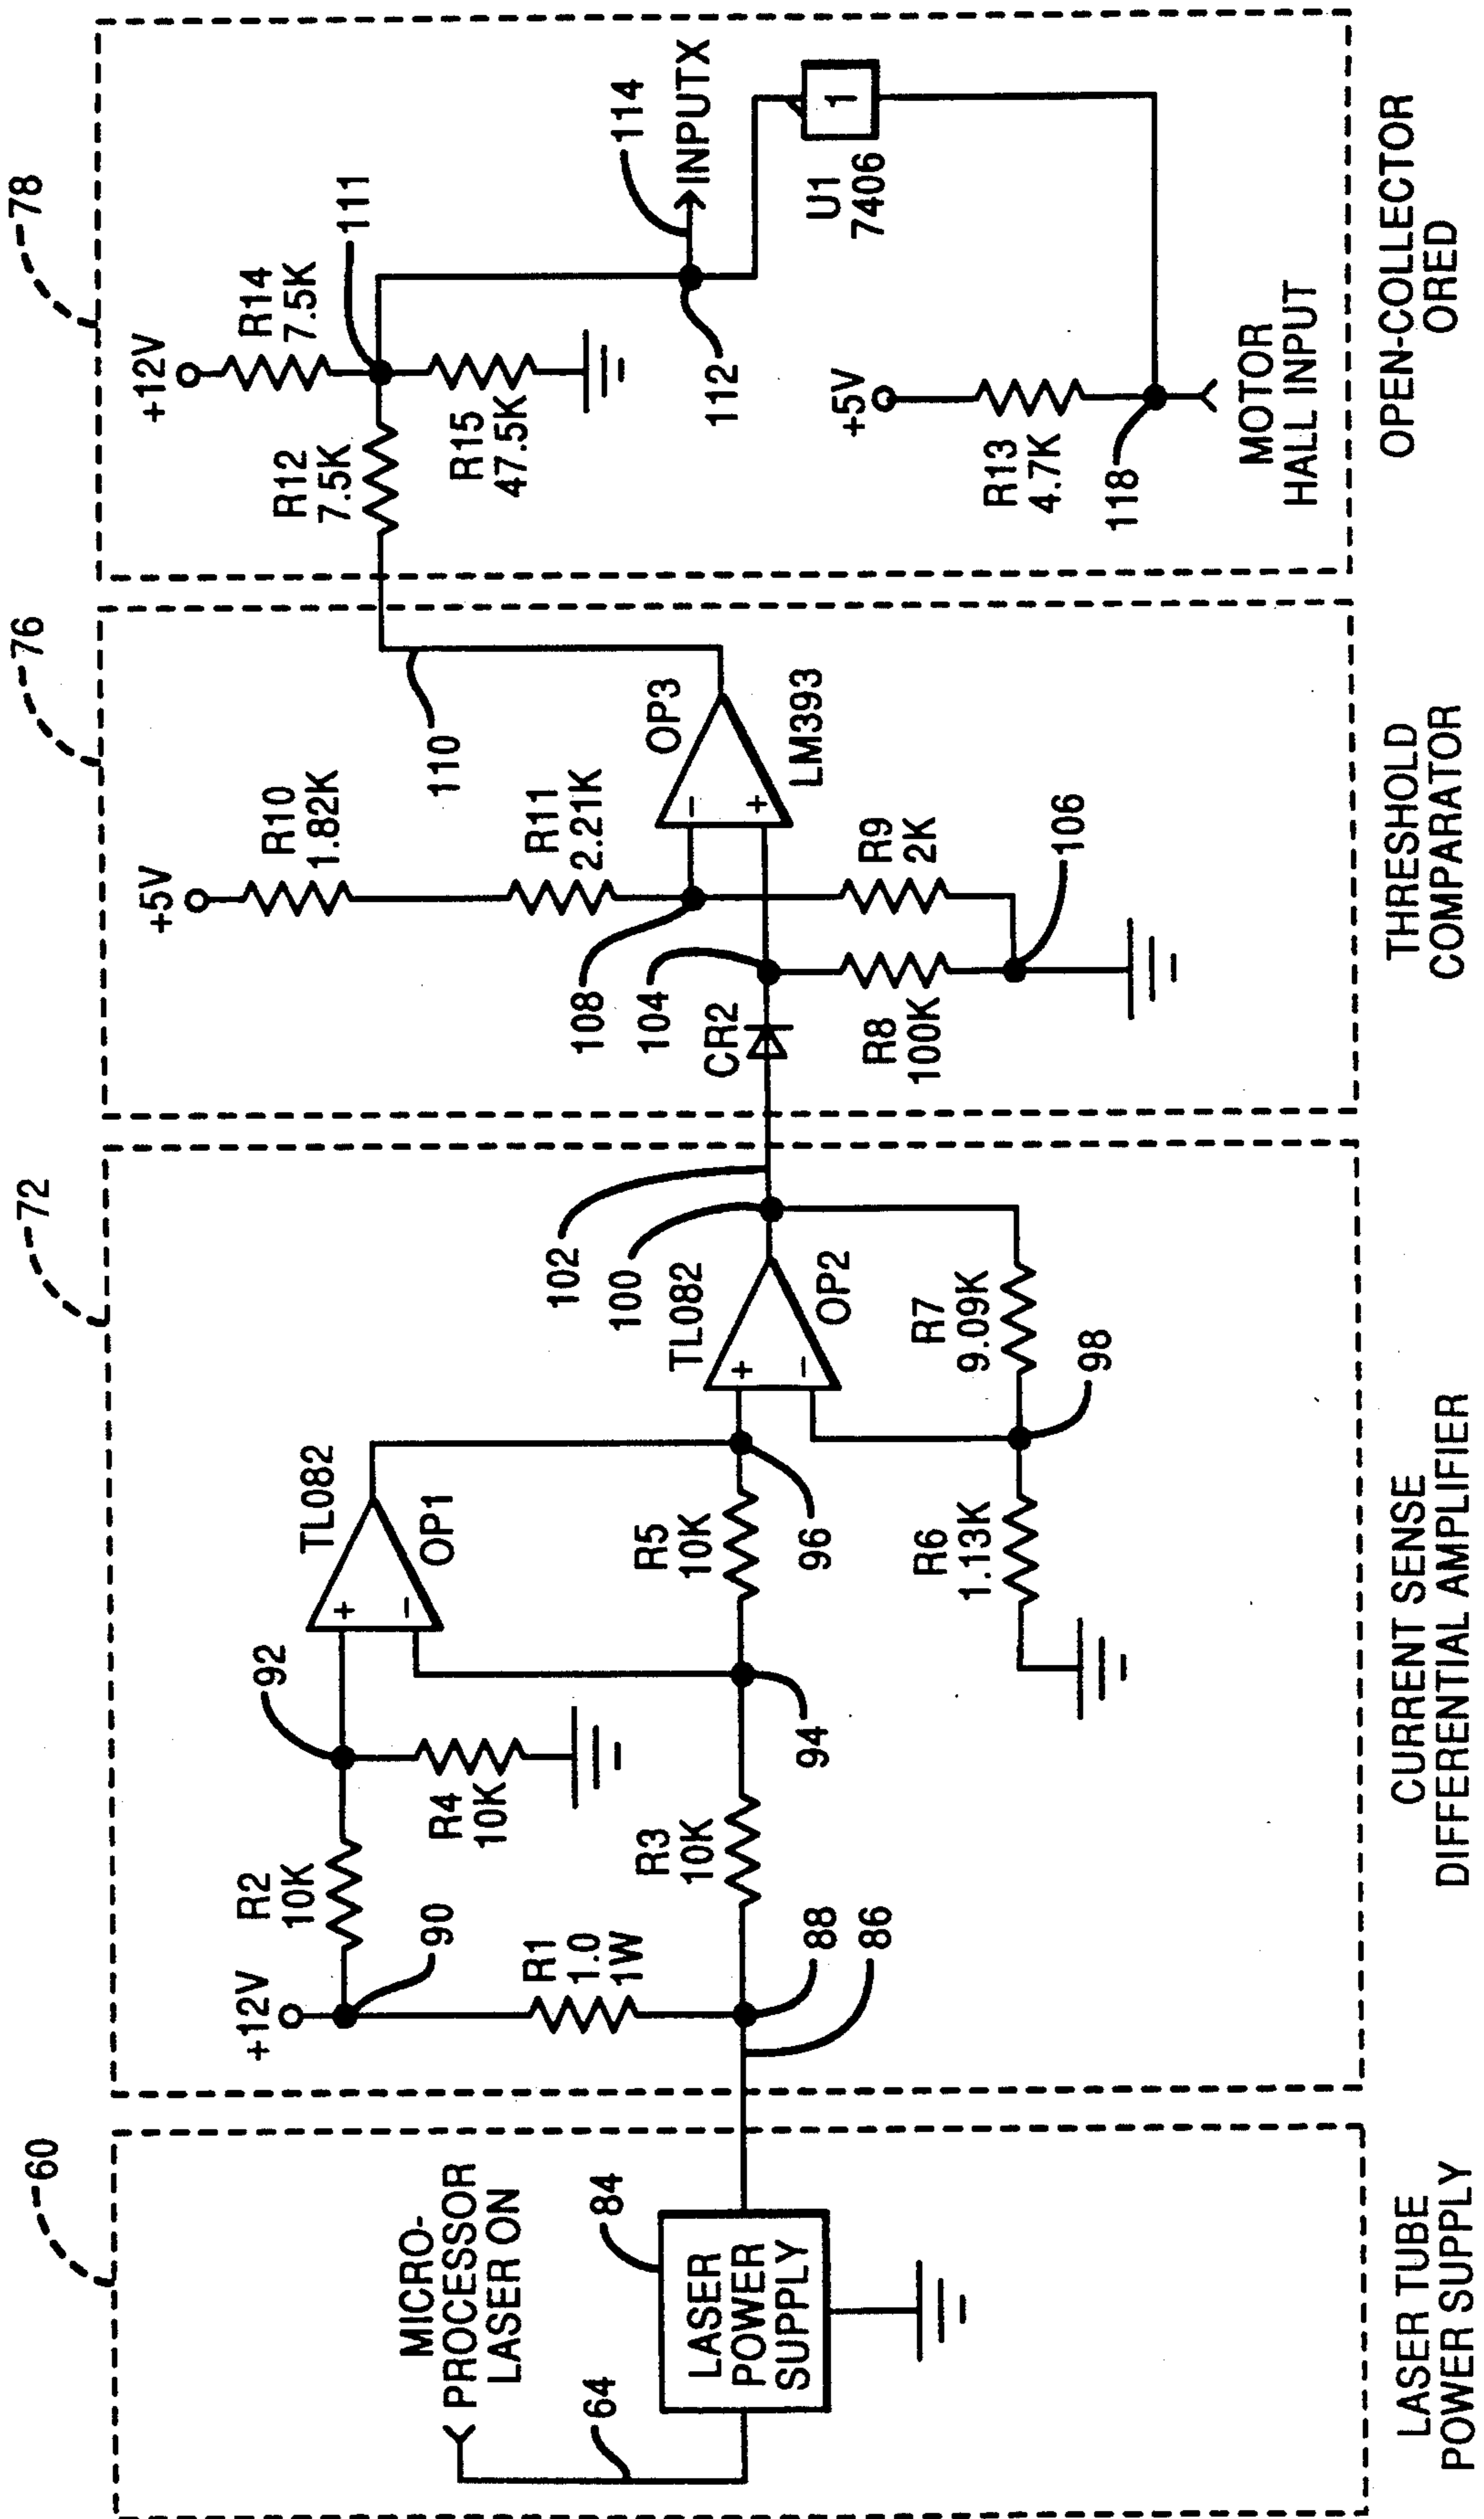 60
MICRO-
PROCESSOR
LASER ON
64
84
LASER
POWER
SUPPLY
LASER TUBE
POWER SUPPLY
72
+12V
90
R2
10K
92
R4
10K
R1
1.0
1W
88
86
R3
10K
94
+
−
TL082
OP1
R5
10K
96
R6
1.13K
98
R7
9.09K
+
−
TL082
OP2
100
102
CURRENT SENSE
DIFFERENTIAL AMPLIFIER
76
+5V
R10
1.82K
R11
2.21K
108
104
CR2
R8
100K
R9
2K
106
−
+
OP3
LM393
110
THRESHOLD
COMPARATOR
78
+12V
R14
7.5K
111
R12
7.5K
R15
47.5K
112
114
INPUTX
1
U1
7406
+5V
R13
4.7K
118
MOTOR
HALL INPUT
OPEN-COLLECTOR
ORED